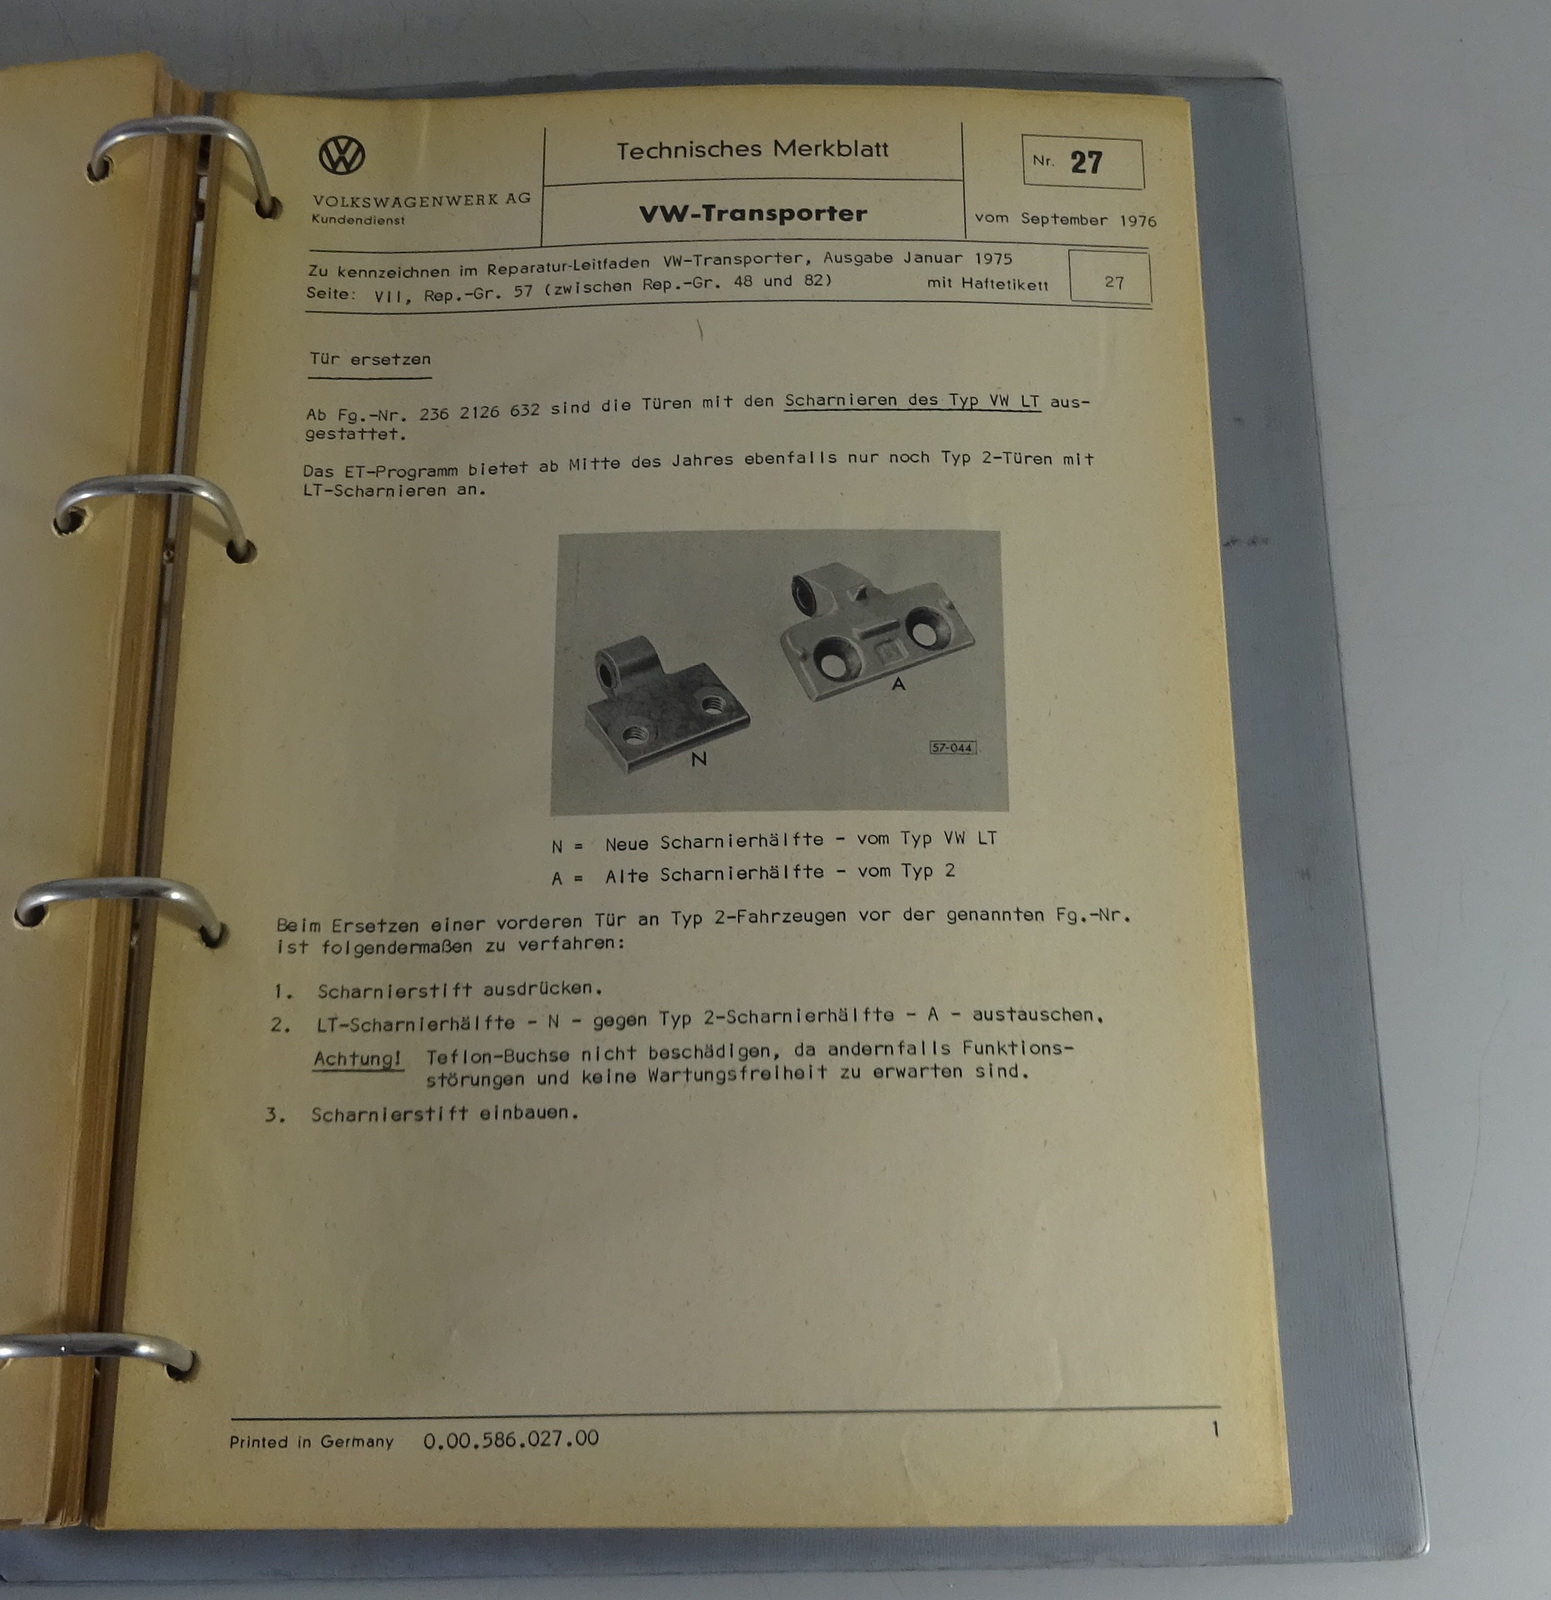 VOLKSWAGENWERK AG
Kundendienst
Technisches Merkblatt
VW-Transporter
Nr. 27
vom September 1976
Zu kennzeichnen im Reparatur-Leitfaden VW-Transporter, Ausgabe Januar 1975
Seite: VII, Rep.-Gr. 57 (zwischen Rep.-Gr. 48 und 82) mit Haftetikett
27
Tür ersetzen
Ab Fg.-Nr. 236 2126 632 sind die Türen mit den Scharnieren des Typ VW LT aus-
gestattet.
Das ET-Programm bietet ab Mitte des Jahres ebenfalls nur noch Typ 2-Türen mit
LT-Scharnieren an.
A
N
57-044
N = Neue Scharnierhälfte - vom Typ VW LT
A = Alte Scharnierhälfte - vom Typ 2
Beim Ersetzen einer vorderen Tür an Typ 2-Fahrzeugen vor der genannten Fg.-Nr.
ist folgendermaßen zu verfahren:
1. Scharnierstift ausdrücken.
2. LT-Scharnierhälfte - N - gegen Typ 2-Scharnierhälfte - A - austauschen.
Achtung! Teflon-Buchse nicht beschädigen, da andernfalls Funktions-
störungen und keine Wartungsfreiheit zu erwarten sind.
3. Scharnierstift einbauen.
Printed in Germany 0.00.586.027.00
1